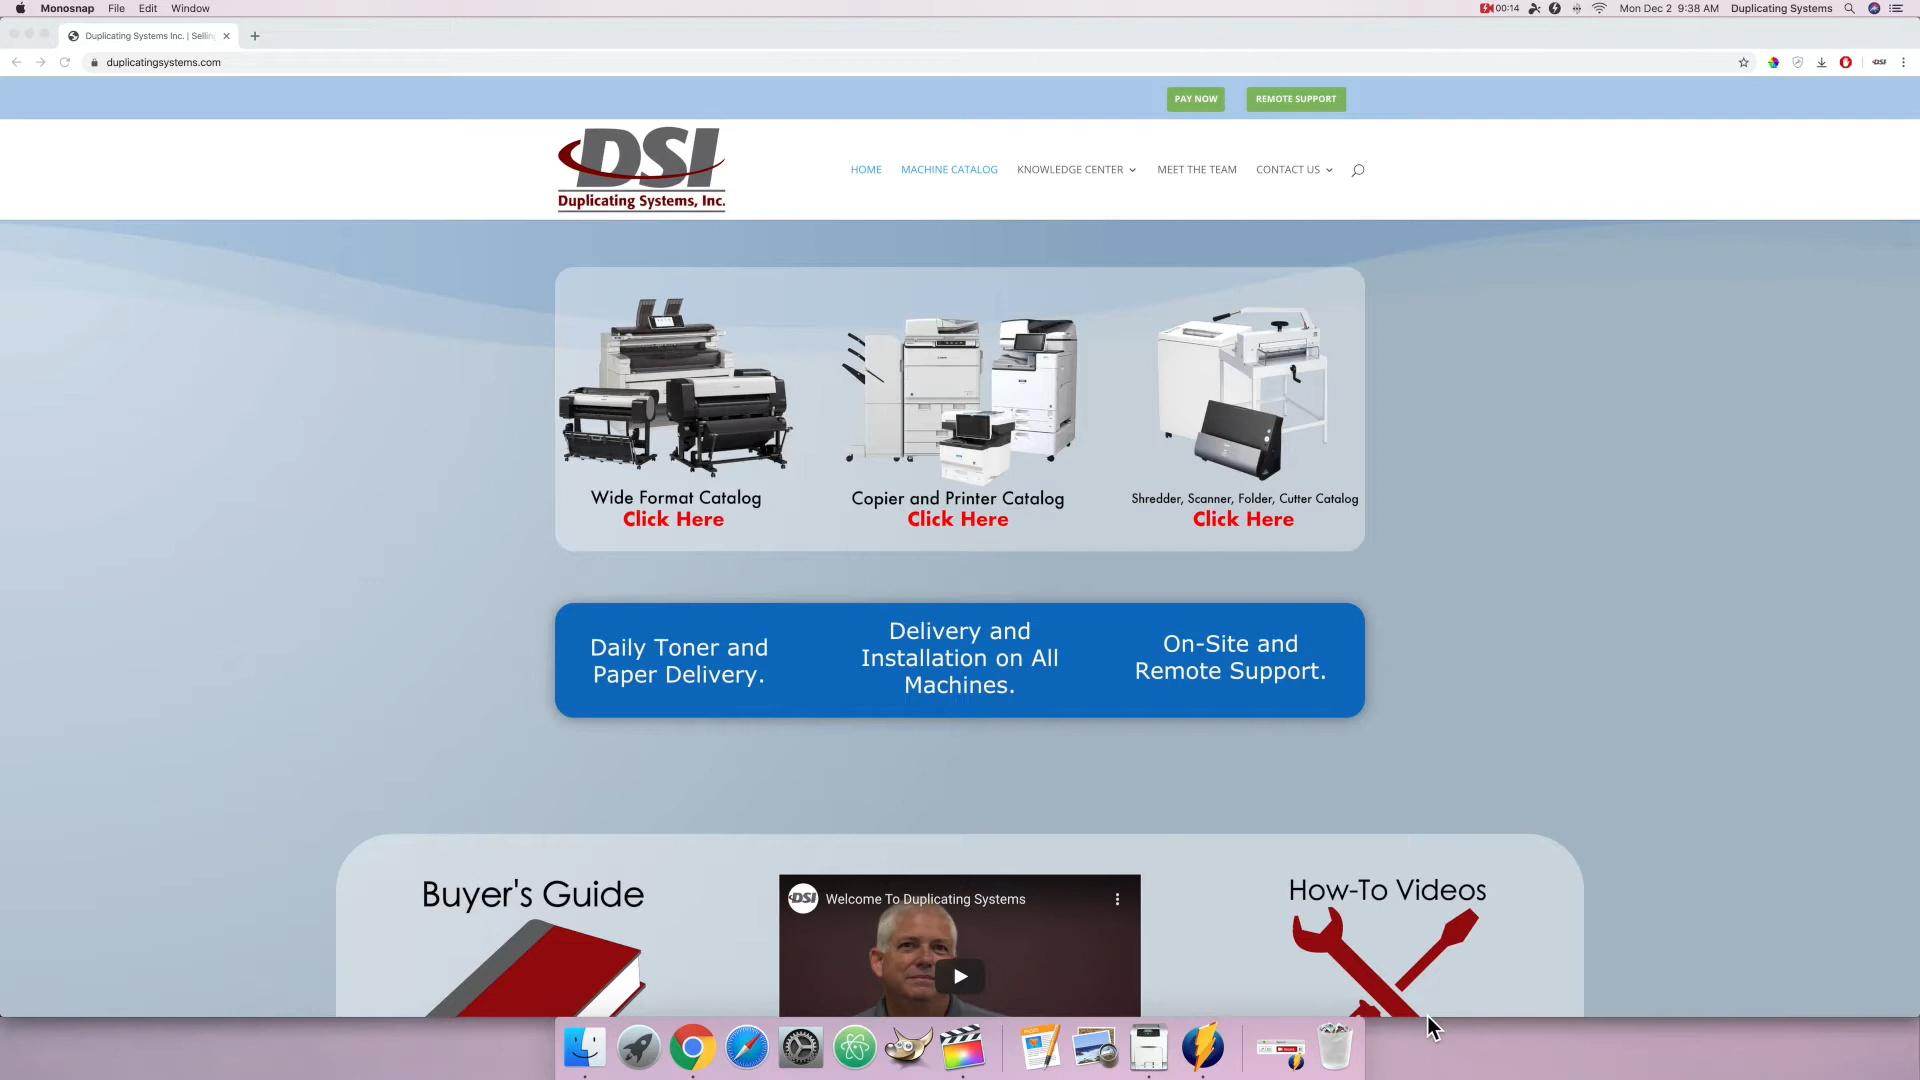 Monosnap File Edit Window 00:14 Mon Dec 2 9:38 AM Duplicating Systems
Duplicating Systems Inc. | Sellin
duplicatingsystems.com DSI
PAY NOW REMOTE SUPPORT
DSI
Duplicating Systems, Inc.
HOME MACHINE CATALOG KNOWLEDGE CENTER MEET THE TEAM CONTACT US
Wide Format Catalog
Click Here
Copier and Printer Catalog
Click Here
Shredder, Scanner, Folder, Cutter Catalog
Click Here
Daily Toner and
Paper Delivery.
Delivery and
Installation on All
Machines.
On-Site and
Remote Support.
Buyer's Guide
DSI Welcome To Duplicating Systems
How-To Videos